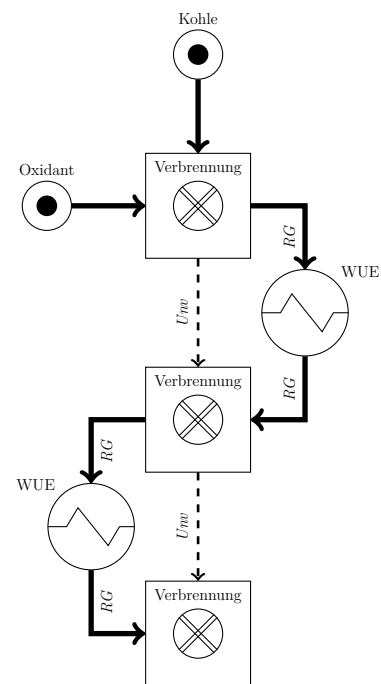 Kohle
Oxidant
Verbrennung
RG
WUE
Unv
RG
Verbrennung
RG
WUE
Unv
RG
Verbrennung